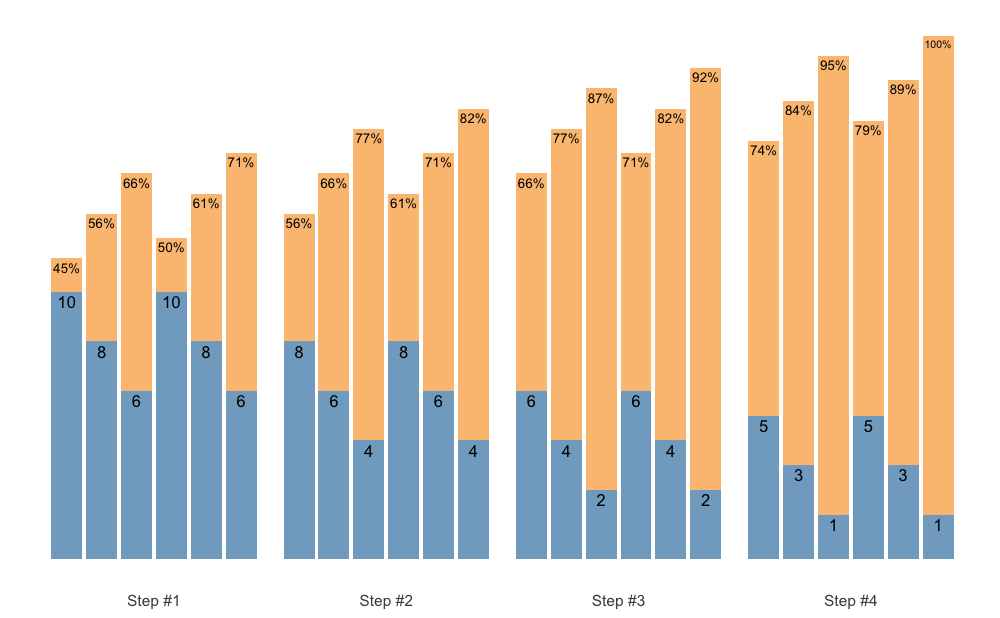 45% 56% 66% 50% 61% 71%
10 8 6 10 8 6
Step #1
56% 66% 77% 61% 71% 82%
8 6 4 8 6 4
Step #2
66% 77% 87% 71% 82% 92%
6 4 2 6 4 2
Step #3
74% 84% 95% 79% 89% 100%
5 3 1 5 3 1
Step #4